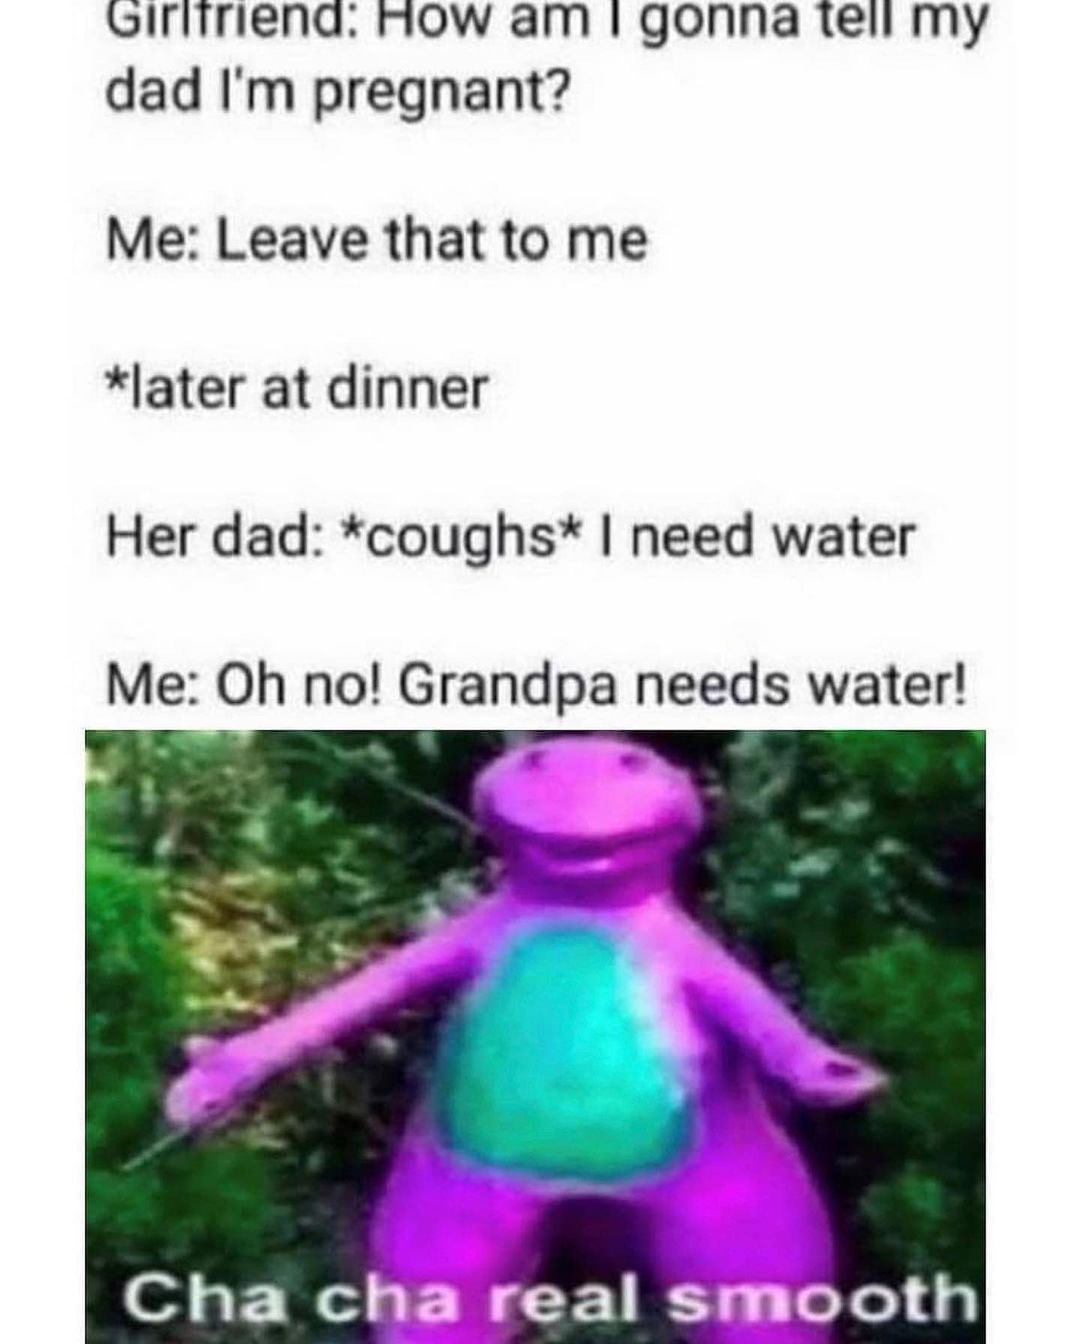 Girlfriend: How am I gonna tell my
dad I'm pregnant?
Me: Leave that to me
*later at dinner
Her dad: *coughs* I need water
Me: Oh no! Grandpa needs water!
Cha cha real smooth